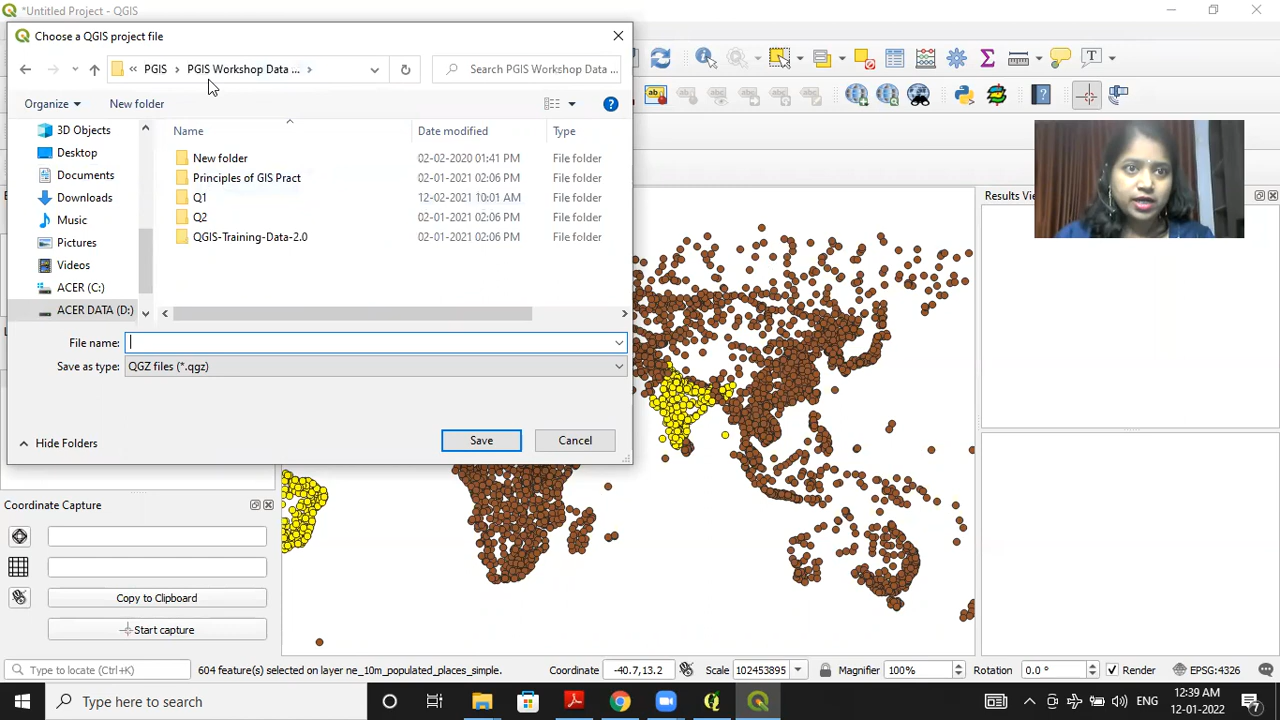 *Untitled Project - QGIS
Choose a QGIS project file
« PGIS › PGIS Workshop Data ... ›
Search PGIS Workshop Data ...
Organize
New folder
3D Objects
Desktop
Documents
Downloads
Music
Pictures
Videos
ACER (C:)
ACER DATA (D:)
Name Date modified Type
New folder 02-02-2020 01:41 PM File folder
Principles of GIS Pract 02-01-2021 02:06 PM File folder
Q1 12-02-2021 10:01 AM File folder
Q2 02-01-2021 02:06 PM File folder
QGIS-Training-Data-2.0 02-01-2021 02:06 PM File folder
File name:
Save as type: QGZ files (*.qgz)
Hide Folders
Save
Cancel
abc
T
Results Vie
Coordinate Capture
Copy to Clipboard
Start capture
Type to locate (Ctrl+K)
604 feature(s) selected on layer ne_10m_populated_places_simple.
Coordinate -40.7,13.2
Scale 102453895
Magnifier 100%
Rotation 0.0 °
Render
EPSG:4326
Type here to search
ENG
12:39 AM
12-01-2022
7